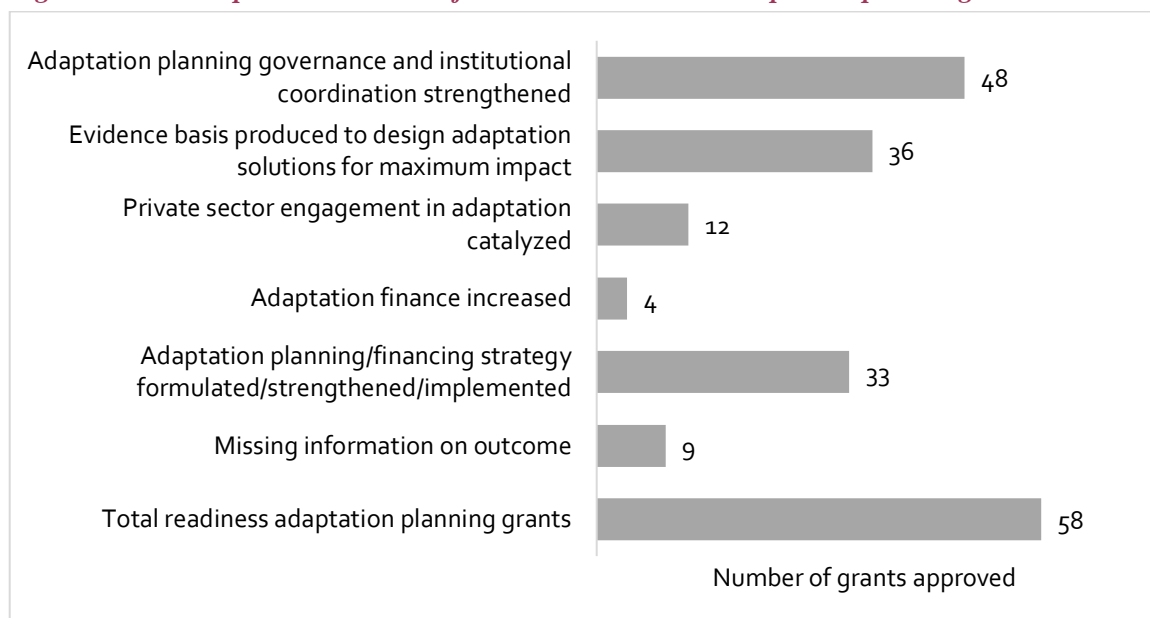 Adaptation planning governance and institutional
coordination strengthened
48
Evidence basis produced to design adaptation
solutions for maximum impact
36
Private sector engagement in adaptation
catalyzed
12
Adaptation finance increased
4
Adaptation planning/financing strategy
formulated/strengthened/implemented
33
Missing information on outcome
9
Total readiness adaptation planning grants
58
Number of grants approved